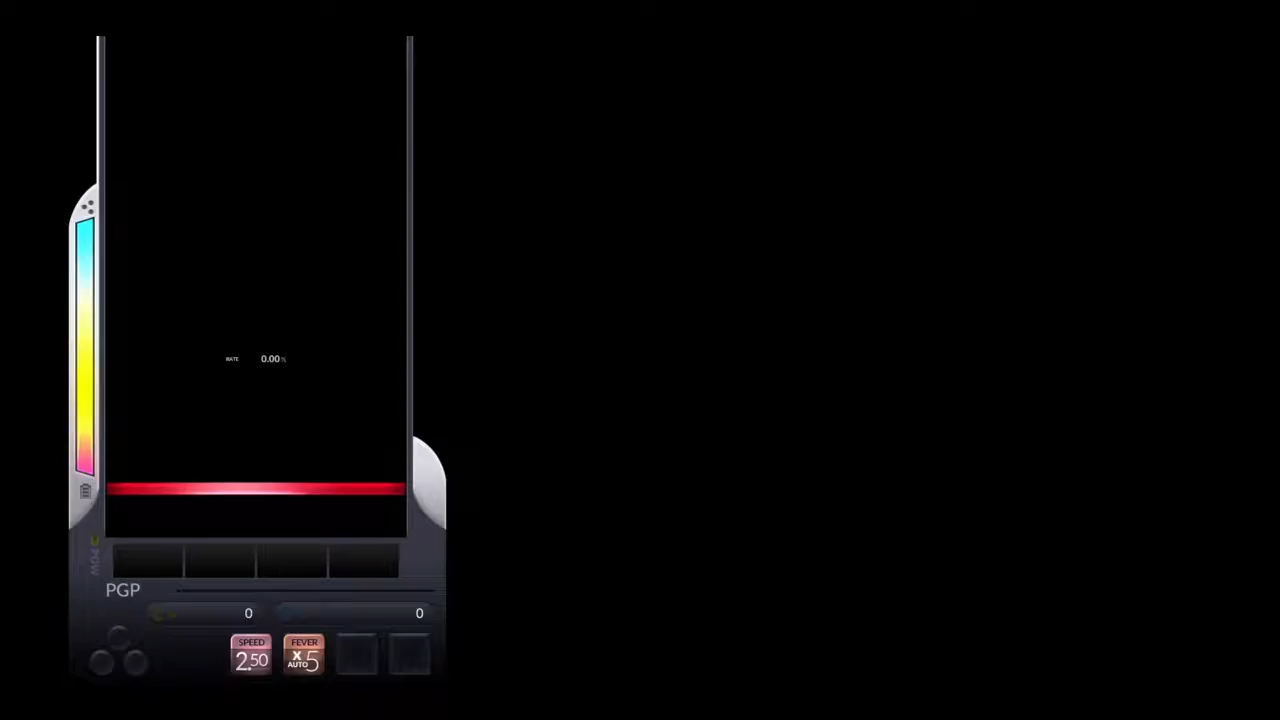 RATE 0.00%
PGP
0 0
SPEED FEVER
2.50 X AUTO 5